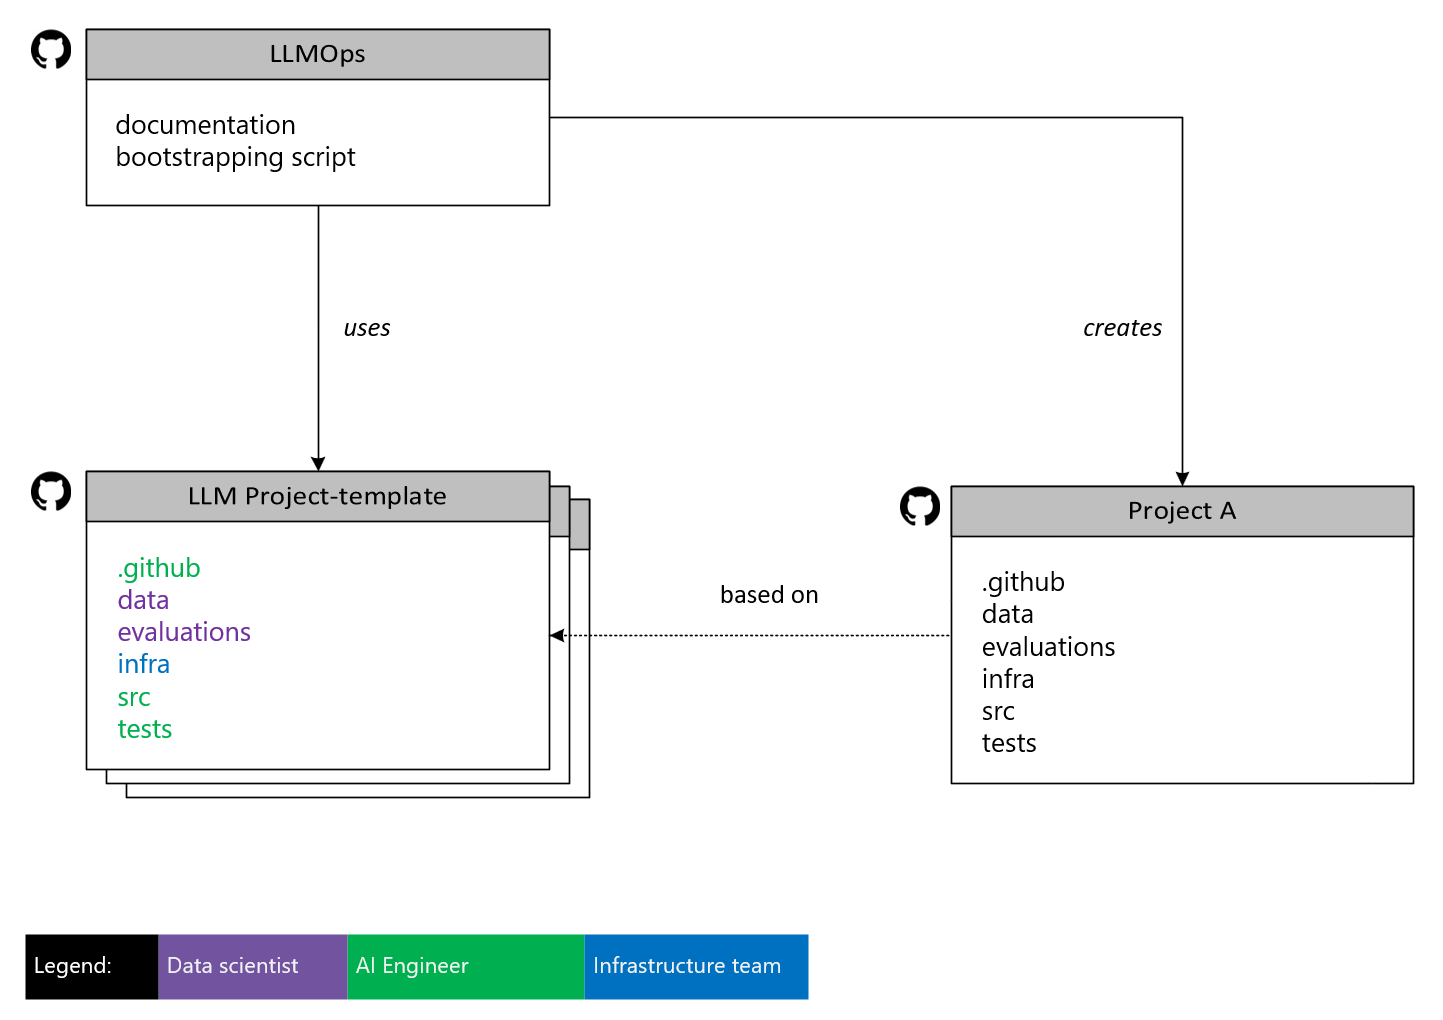 LLMOps
documentation
bootstrapping script
uses
creates
LLM Project-template
.github
data
evaluations
infra
src
tests
based on
Project A
.github
data
evaluations
infra
src
tests
Legend:
Data scientist
AI Engineer
Infrastructure team